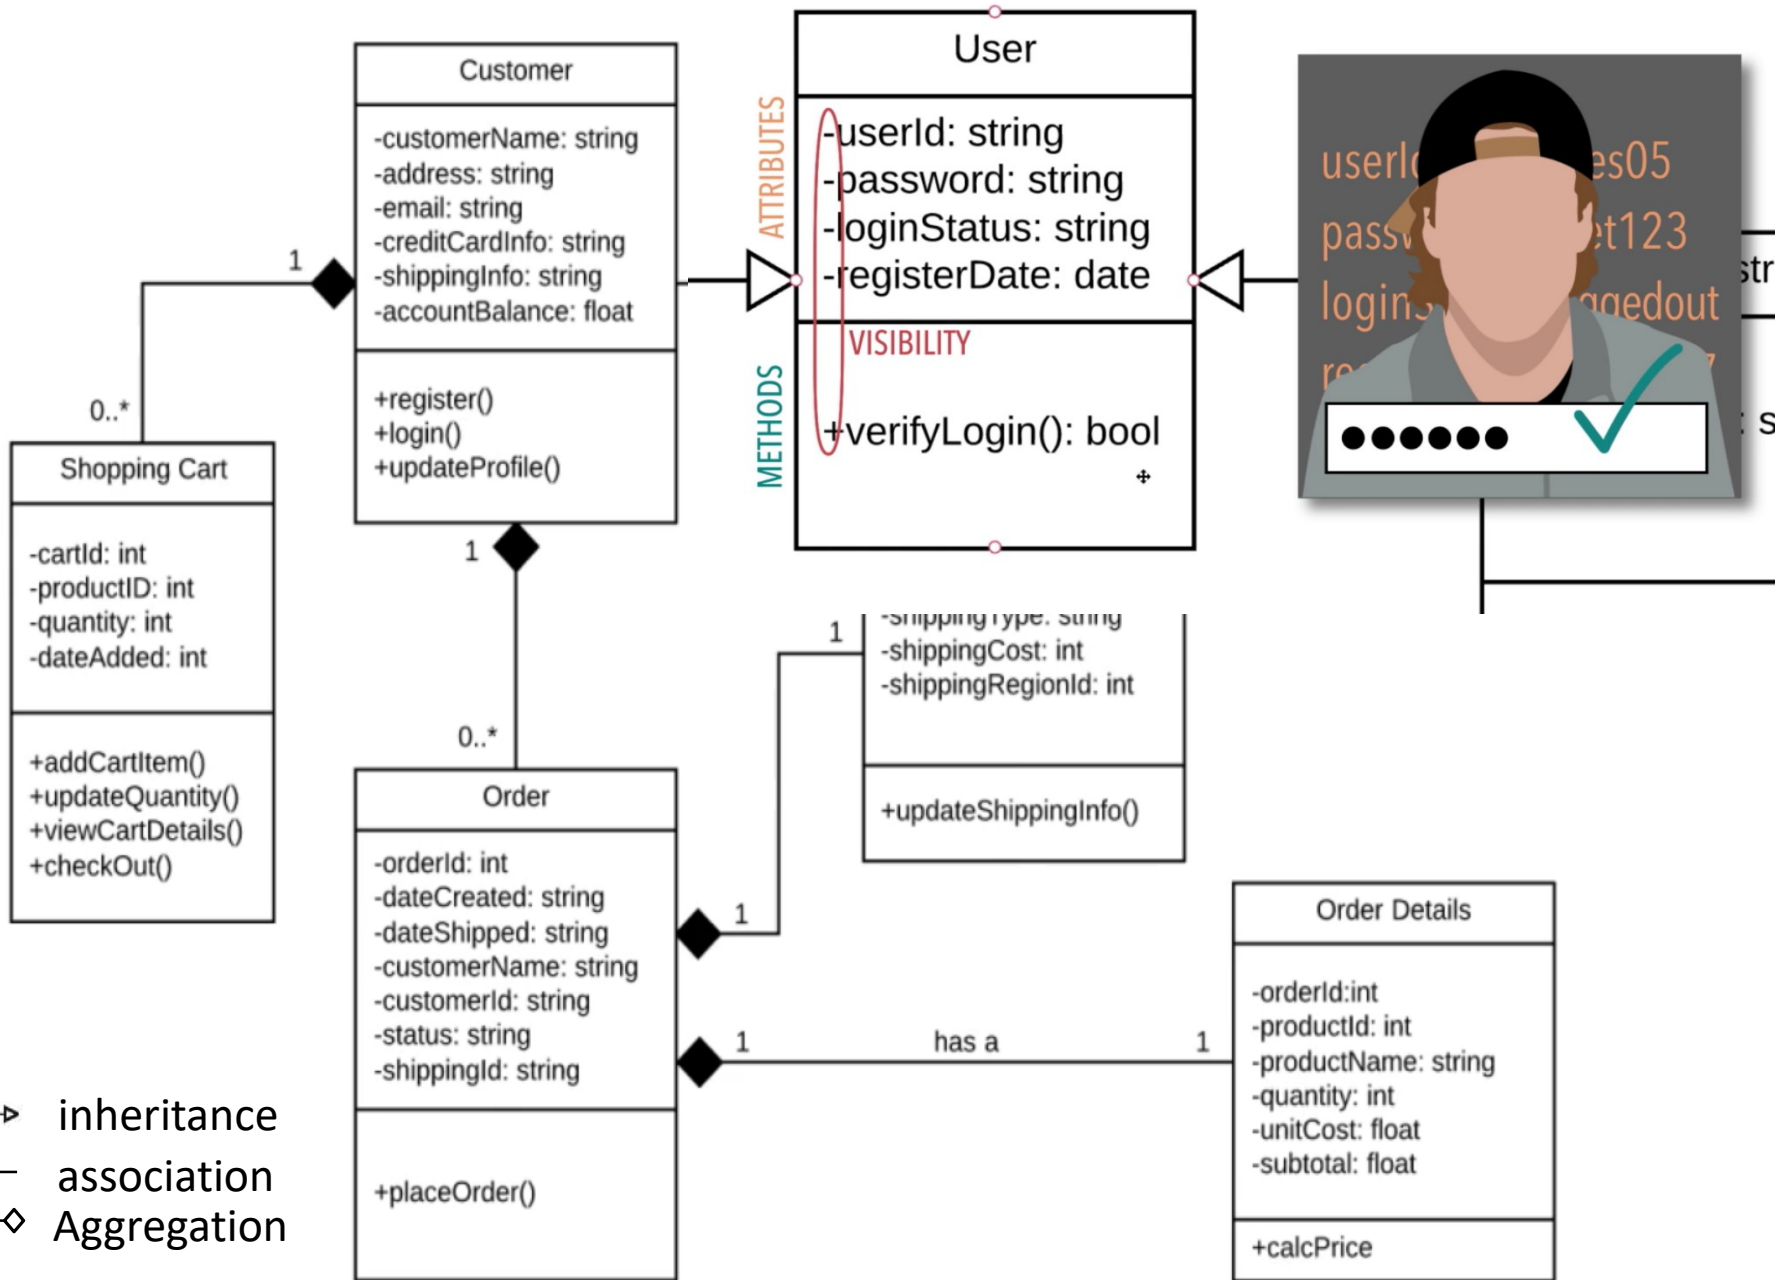 Customer
-customerName: string
-address: string
-email: string
-creditCardInfo: string
-shippingInfo: string
-accountBalance: float
+register()
+login()
+updateProfile()
1
0..*
Shopping Cart
-cartId: int
-productID: int
-quantity: int
-dateAdded: int
+addCartItem()
+updateQuantity()
+viewCartDetails()
+checkOut()
User
ATTRIBUTES
-userId: string
-password: string
-loginStatus: string
-registerDate: date
VISIBILITY
METHODS
+verifyLogin(): bool
es05
et123
1
0..*
Order
-orderId: int
-dateCreated: string
-dateShipped: string
-customerName: string
-customerId: string
-status: string
-shippingId: string
+placeOrder()
1
-shippingType: string
-shippingCost: int
-shippingRegionId: int
+updateShippingInfo()
1
1
has a
1
Order Details
-orderId:int
-productId: int
-productName: string
-quantity: int
-unitCost: float
-subtotal: float
+calcPrice
inheritance
association
Aggregation